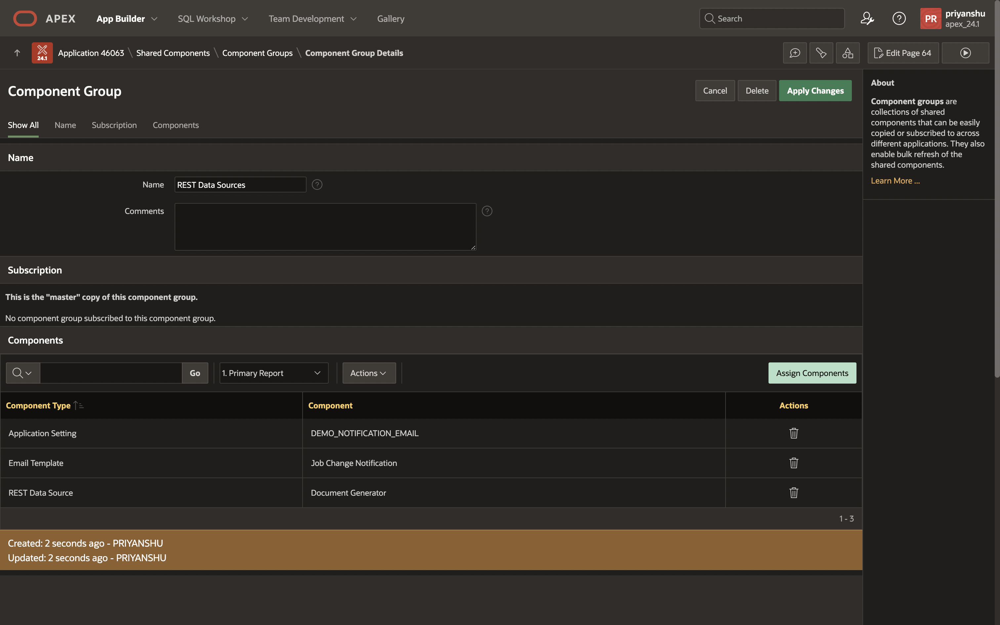 APEX
App Builder
SQL Workshop
Team Development
Gallery
Search
PR
priyanshu
apex_24.1
24.1
Application 46063 \ Shared Components \ Component Groups \ Component Group Details
Edit Page 64
Component Group
Cancel
Delete
Apply Changes
Show All
Name
Subscription
Components
Name
Name
REST Data Sources
?
Comments
?
Subscription
This is the "master" copy of this component group.
No component group subscribed to this component group.
Components
Go
1. Primary Report
Actions
Assign Components
Component Type
Component
Actions
Application Setting
DEMO_NOTIFICATION_EMAIL
Email Template
Job Change Notification
REST Data Source
Document Generator
1 - 3
Created: 2 seconds ago - PRIYANSHU
Updated: 2 seconds ago - PRIYANSHU
About
Component groups are
collections of shared
components that can be easily
copied or subscribed to across
different applications. They also
enable bulk refresh of the
shared components.
Learn More ...